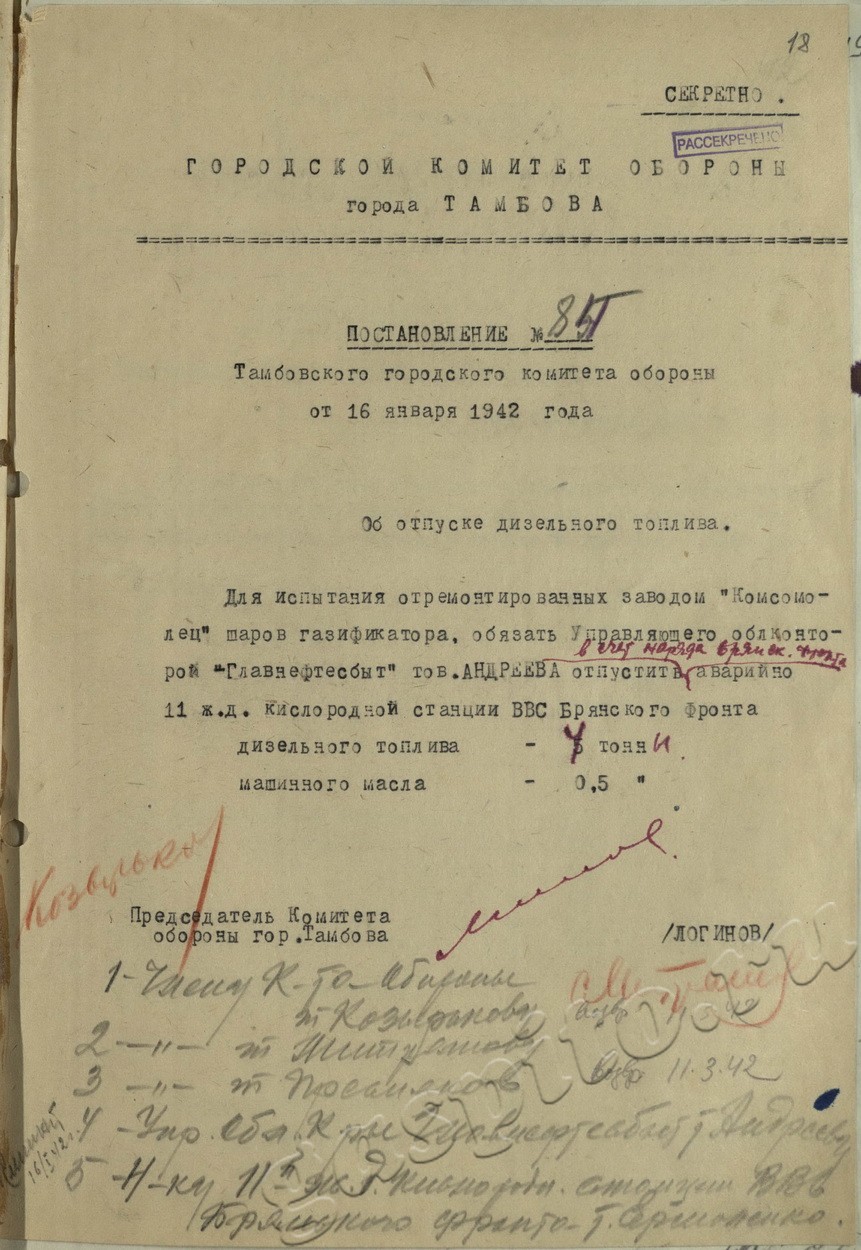 18
СЕКРЕТНО.
РАССЕКРЕЧЕНО
ГОРОДСКОЙ КОМИТЕТ ОБОРОНЫ
города ТАМБОВА
ПОСТАНОВЛЕНИЕ № 85
Тамбовского городского комитета обороны
от 16 января 1942 года
Об отпуске дизельного топлива.
Для испытания отремонтированных заводом "Комсомо-
лец" шаров газификатора, обязать Управляющего облконто-
в счет наряда Брянск. фронта
рой "Главнефтесбыт" тов.АНДРЕЕВА отпустить аварийно
11 ж.д. кислородной станции ВВС Брянского Фронта
дизельного топлива - 4 тонны
машинного масла - 0,5 "
Козырьков
Председатель Комитета
обороны гор.Тамбова /ЛОГИНОВ/
1 - Члену К-та Обороны
т Козырькову
2 - " - т
3 - " - т 11.3.42
4 - Упр. Обл. К-ры Главнефтесбыт т Андрееву
5 Н-ку 11й ж.д. Кислородн. станции ВВС
Брянского фронта т.